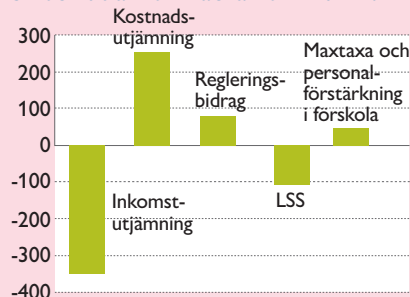 Kostnads-
utjämning
Reglerings-
bidrag
Maxtaxa och
personal-
förstärkning
i förskola
300
200
100
0
-100
-200
-300
-400
Inkomst-
utjämning
LSS